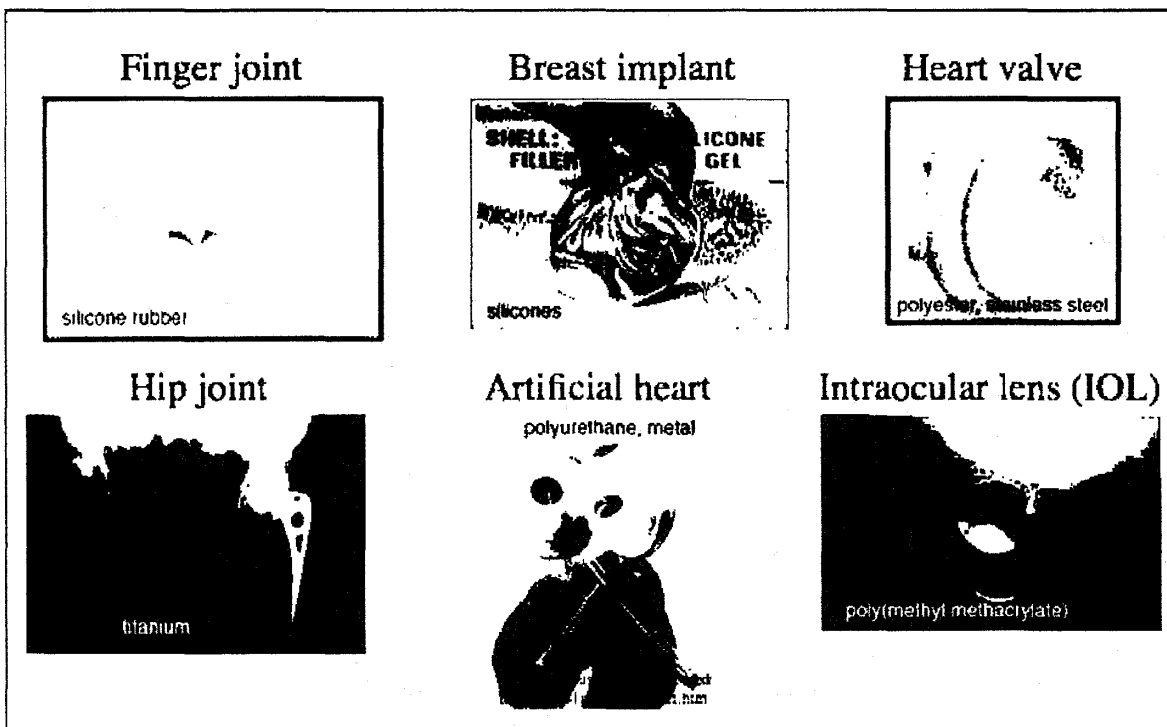 Finger joint
silicone rubber
Breast implant
SHELL: LICONE
FILLER GEL
silicones
Heart valve
polyester, stainless steel
Hip joint
titanium
Artificial heart
polyurethane, metal
Intraocular lens (IOL)
poly(methyl methacrylate)